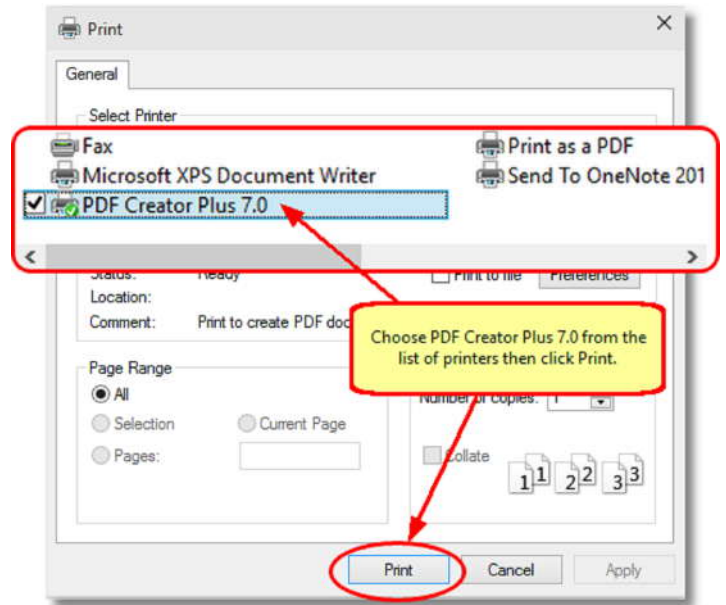 Print
General
Select Printer
Fax
Print as a PDF
Microsoft XPS Document Writer
Send To OneNote 201
PDF Creator Plus 7.0
Status: Ready
Print to file Preferences
Location:
Comment: Print to create PDF doc
Choose PDF Creator Plus 7.0 from the
list of printers then click Print.
Page Range
All
Number of copies: 1
Selection
Current Page
Pages:
Collate
1 1 2 2 3 3
Print
Cancel
Apply